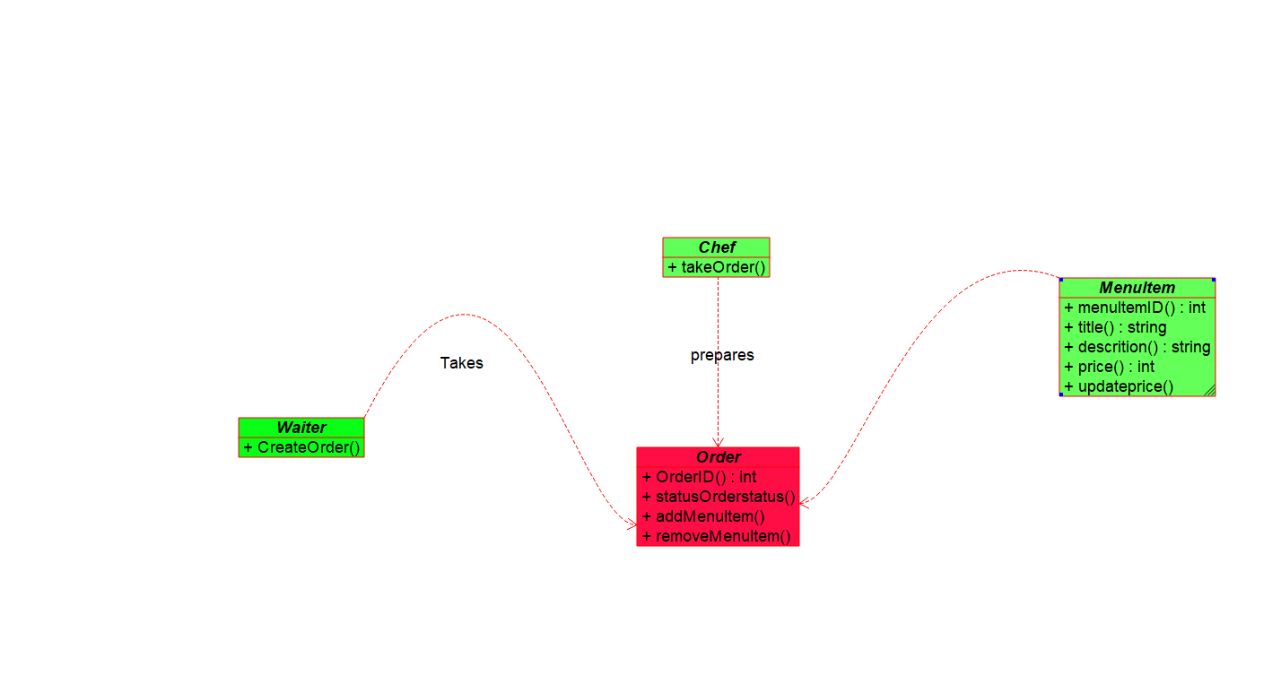 Chef
+ takeOrder()
MenuItem
+ menuItemID() : int
+ title() : string
+ descrition() : string
+ price() : int
+ updateprice()
Takes
prepares
Waiter
+ CreateOrder()
Order
+ OrderID() : int
+ statusOrderstatus()
+ addMenuItem()
+ removeMenuItem()